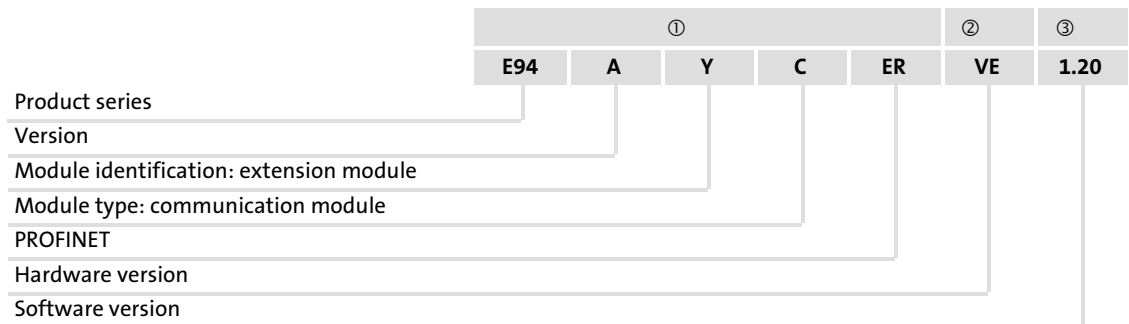 ① ② ③
E94 A Y C ER VE 1.20
Product series
Version
Module identification: extension module
Module type: communication module
PROFINET
Hardware version
Software version